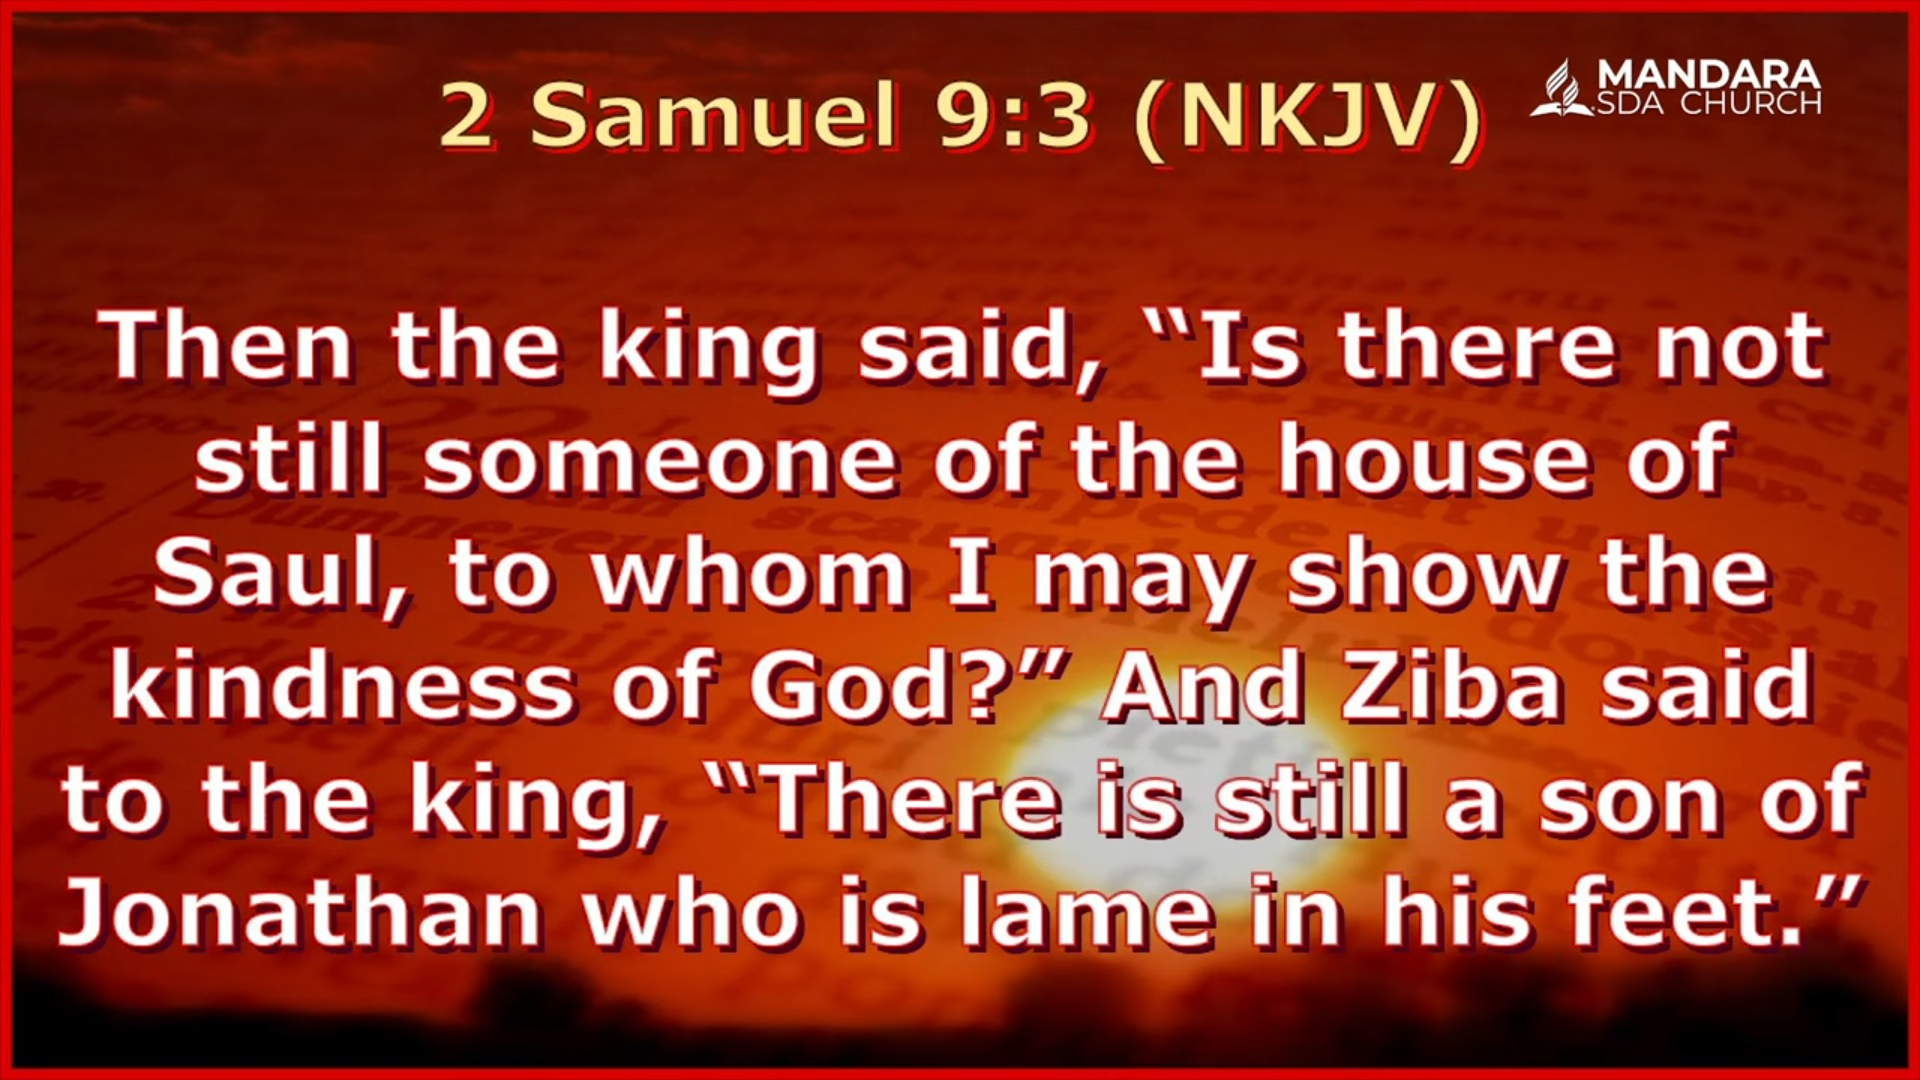 2 Samuel 9:3 (NKJV)
MANDARA
SDA CHURCH
Then the king said, “Is there not
still someone of the house of
Saul, to whom I may show the
kindness of God?” And Ziba said
to the king, “There is still a son of
Jonathan who is lame in his feet.”